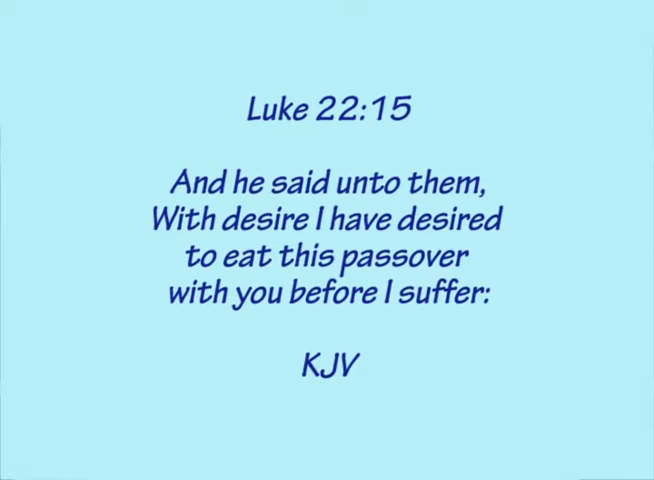 Luke 22:15
And he said unto them,
With desire I have desired
to eat this passover
with you before I suffer:
KJV